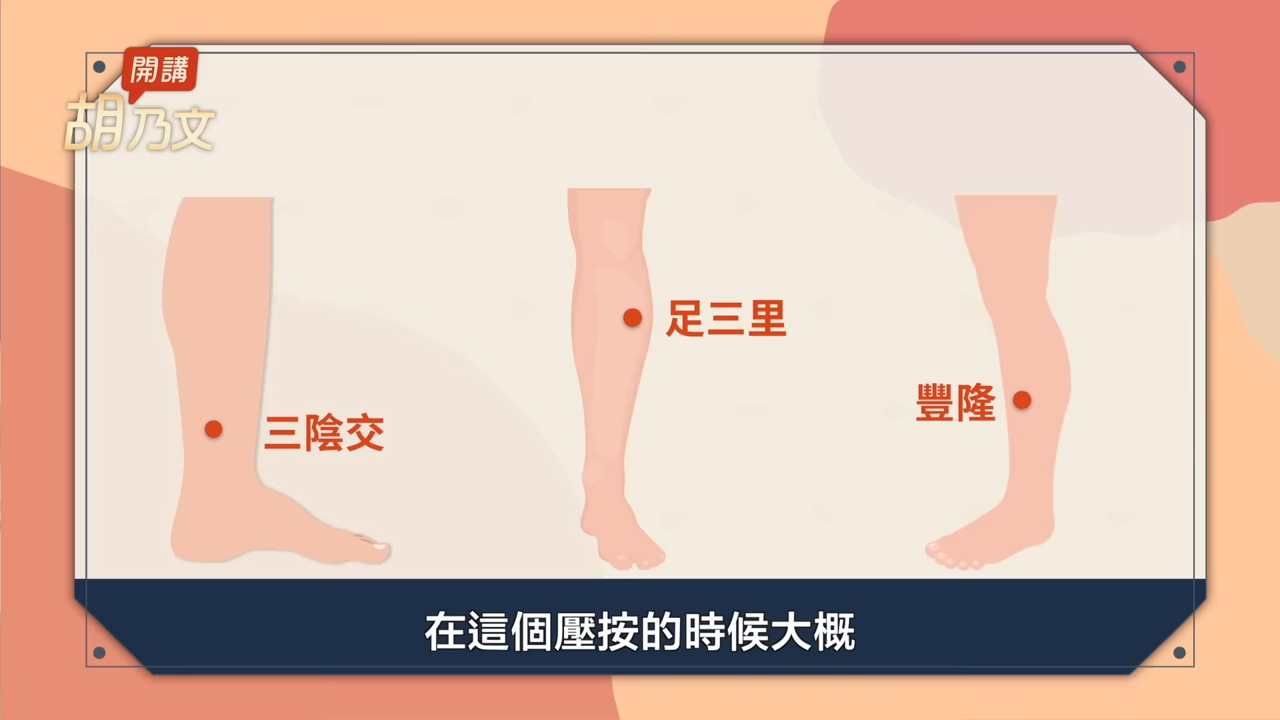 開講
胡乃文
足三里
豐隆
三陰交
在這個壓按的時候大概